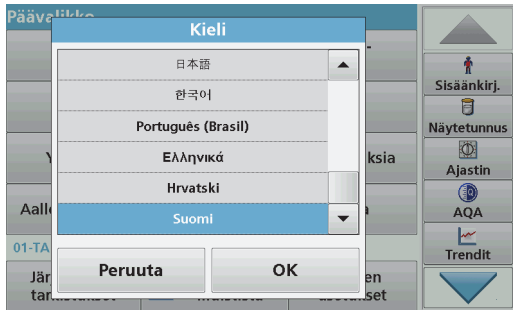 Päävalikko
Kieli
日本語
한국어
Português (Brasil)
Ελληνικά
Hrvatski
Suomi
Peruuta
OK
01-TA
Sisäänkirj.
Näytetunnus
Ajastin
AQA
Trendit